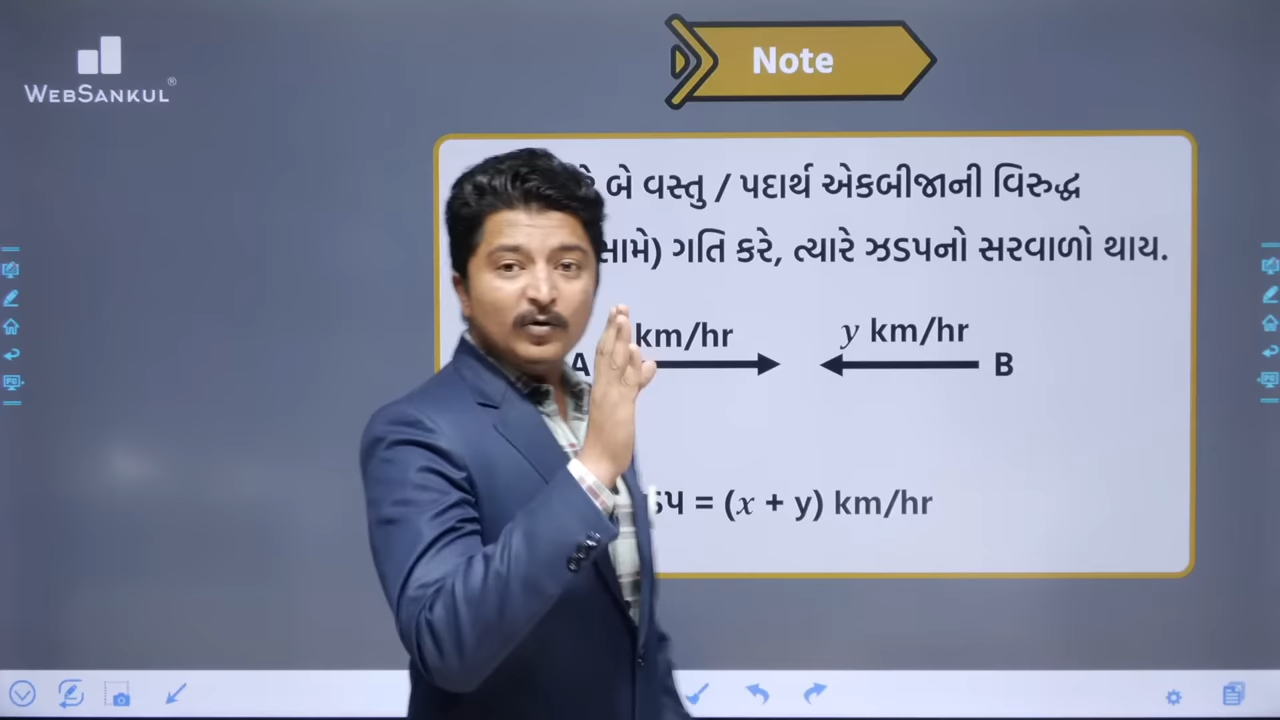 WEBSANKUL®
Note
બે વસ્તુ / પદાર્થ એકબીજાની વિરુદ્ધ
સામે) ગતિ કરે, ત્યારે ઝડપનો સરવાળો થાય.
km/hr
y km/hr
A
B
= (x + y) km/hr